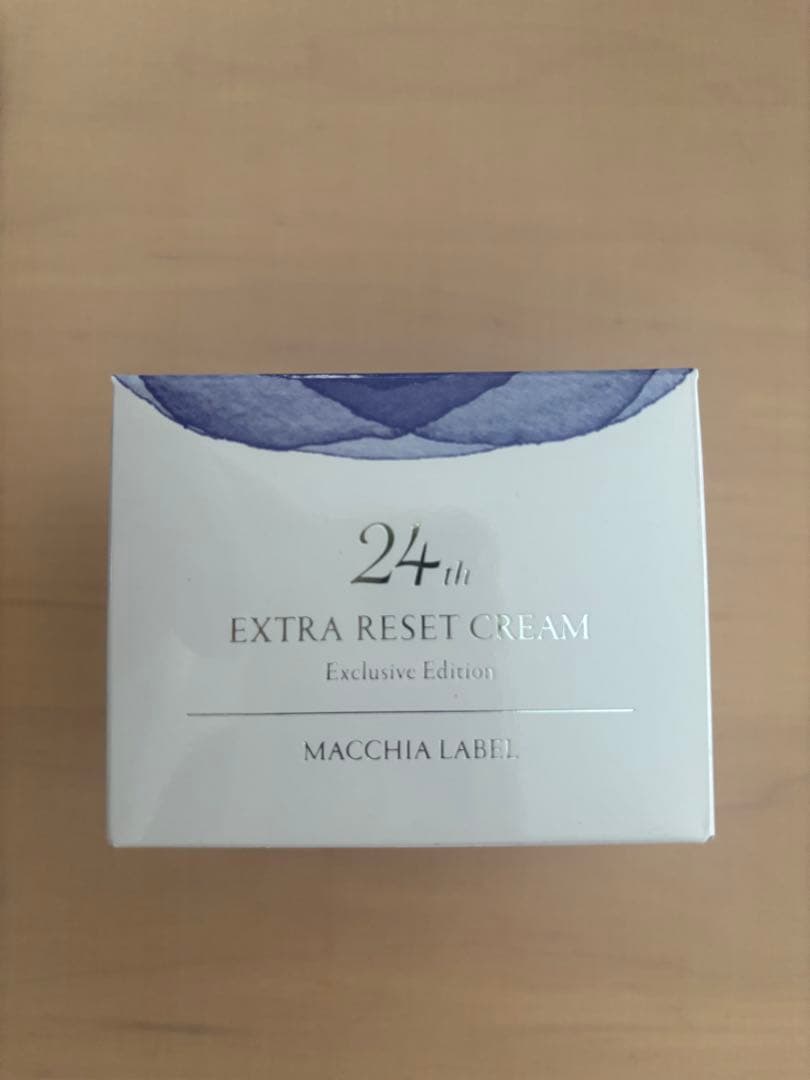 24th
EXTRA RESET CREAM
Exclusive Edition
MACCHIA LABEL